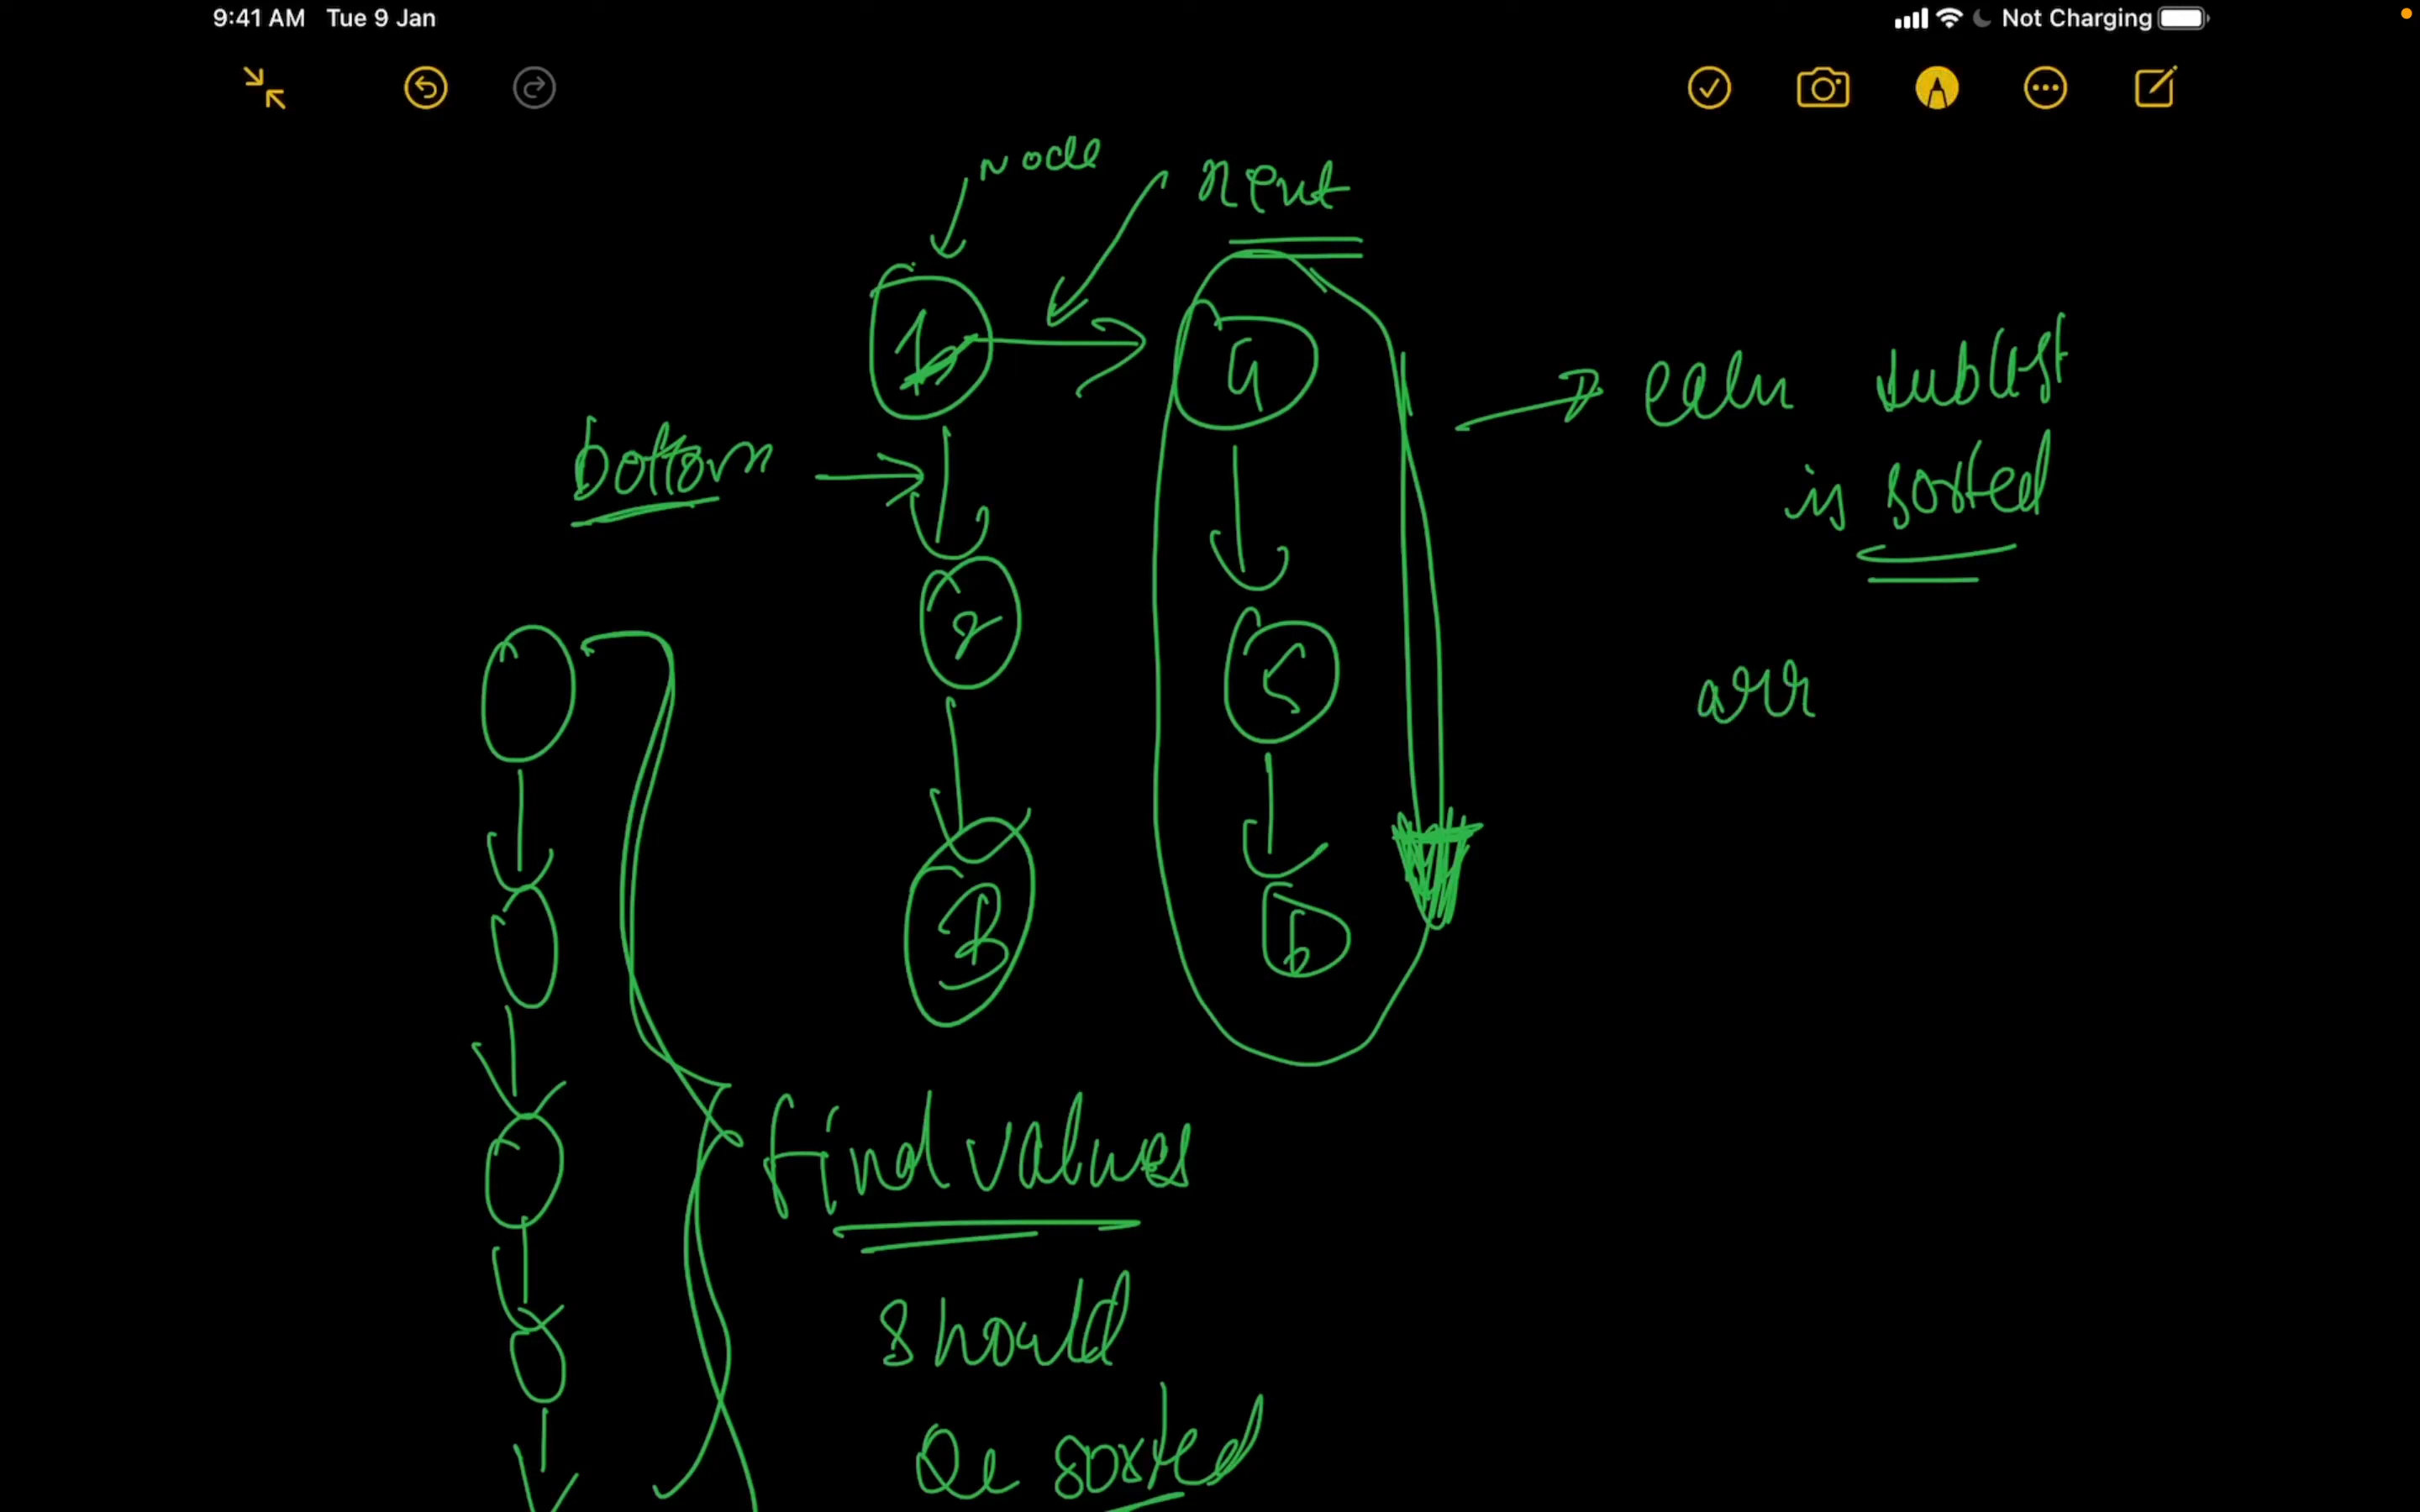 9:41 AM Tue 9 Jan
Not Charging
Node
next
1
4
each sublist
is sorted
bottom
2
5
arr
3
6
final values
should
be sorted